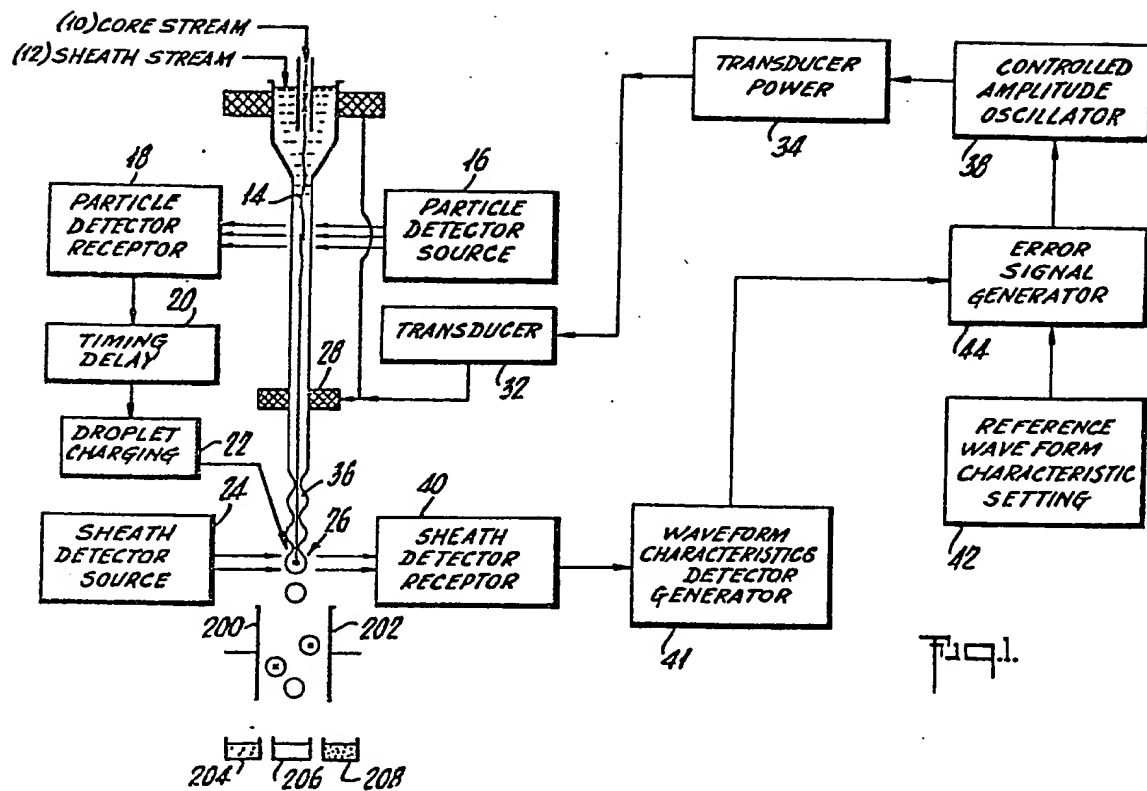 (10) CORE STREAM
(12) SHEATH STREAM
TRANSDUCER
POWER
34
CONTROLLED
AMPLITUDE
OSCILLATOR
38
18
PARTICLE
DETECTOR
RECEPTOR
14
16
PARTICLE
DETECTOR
SOURCE
ERROR
SIGNAL
GENERATOR
44
20
TIMING
DELAY
TRANSDUCER
32
28
DROPLET
CHARGING
22
REFERENCE
WAVE FORM
CHARACTERISTIC
SETTING
42
24
SHEATH
DETECTOR
SOURCE
36
26
40
SHEATH
DETECTOR
RECEPTOR
WAVEFORM
CHARACTERISTICS
DETECTOR
GENERATOR
41
200
202
Fig.1.
204
206
208